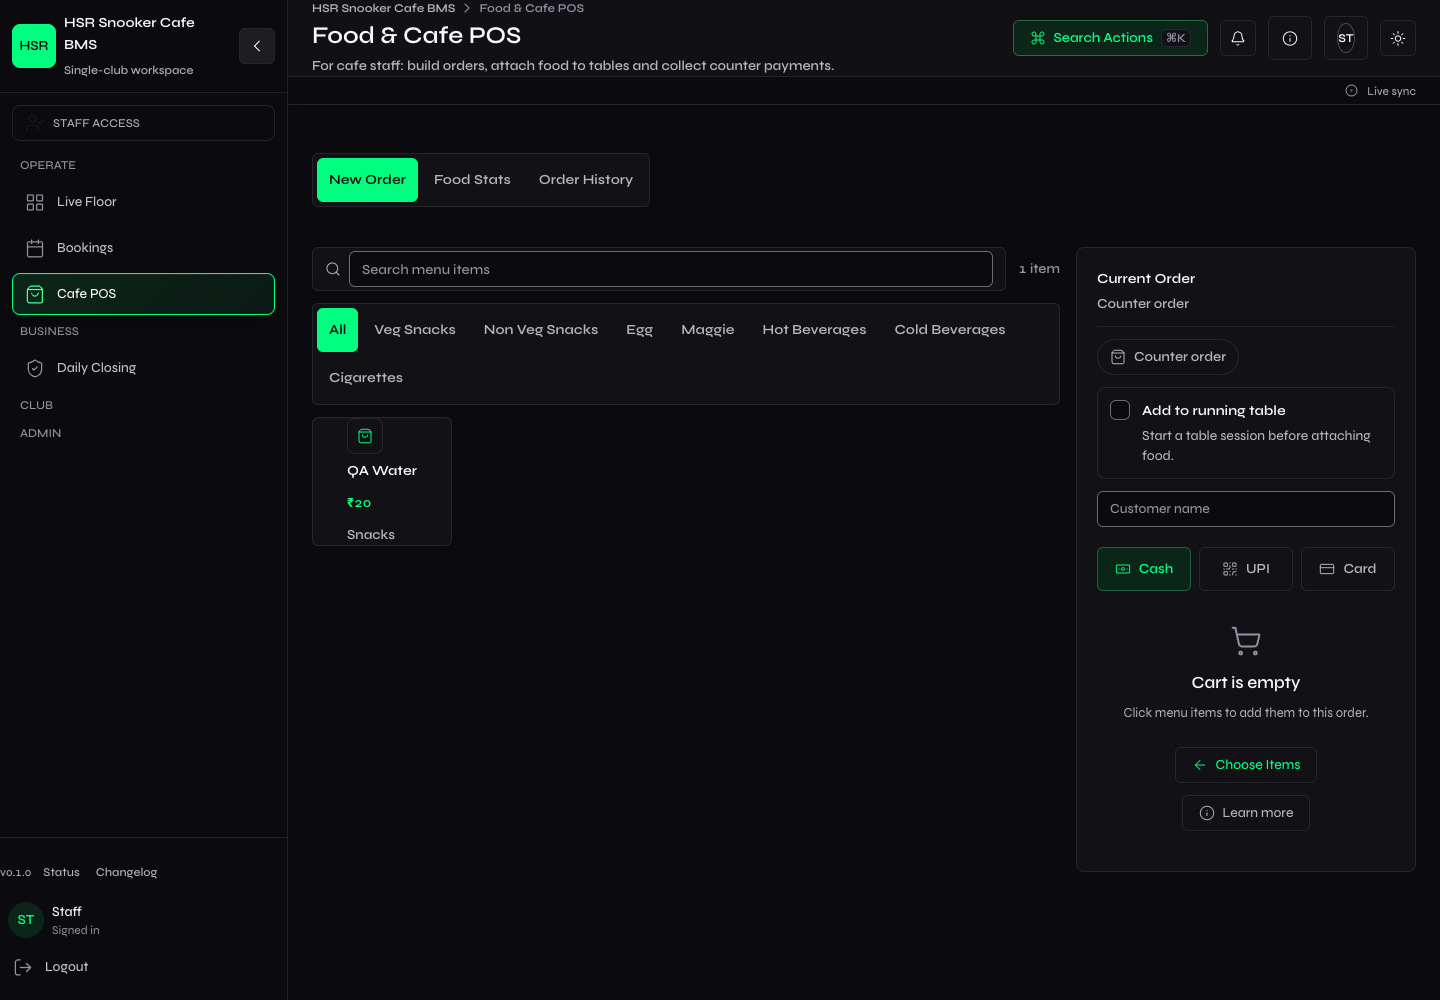 HSR
HSR Snooker Cafe
BMS
Single-club workspace
STAFF ACCESS
OPERATE
Live Floor
Bookings
Cafe POS
BUSINESS
Daily Closing
CLUB
ADMIN
v0.1.0 Status Changelog
ST
Staff
Signed in
Logout
HSR Snooker Cafe BMS > Food & Cafe POS
Food & Cafe POS
For cafe staff: build orders, attach food to tables and collect counter payments.
Search Actions ⌘K
ST
Live sync
New Order Food Stats Order History
Search menu items
1 item
All Veg Snacks Non Veg Snacks Egg Maggie Hot Beverages Cold Beverages
Cigarettes
QA Water
₹20
Snacks
Current Order
Counter order
Counter order
Add to running table
Start a table session before attaching
food.
Customer name
Cash UPI Card
Cart is empty
Click menu items to add them to this order.
Choose Items
Learn more